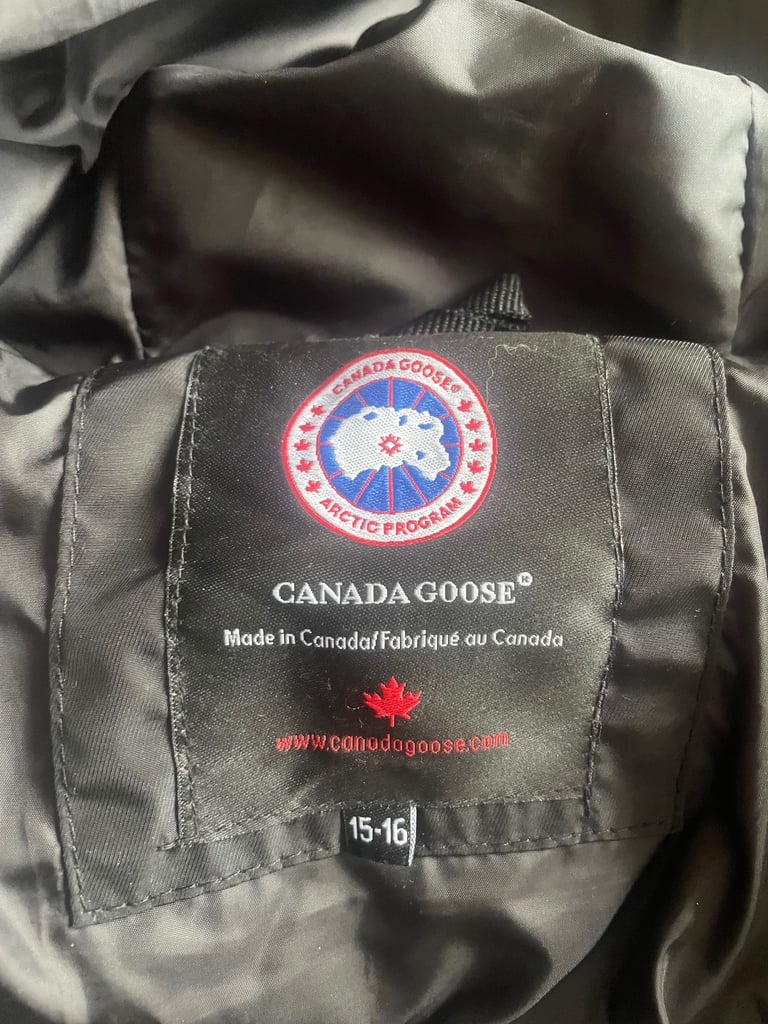 CANADA GOOSE®
ARCTIC PROGRAM
CANADA GOOSE®
Made in Canada/Fabriqué au Canada
www.canadagoose.com
15-16